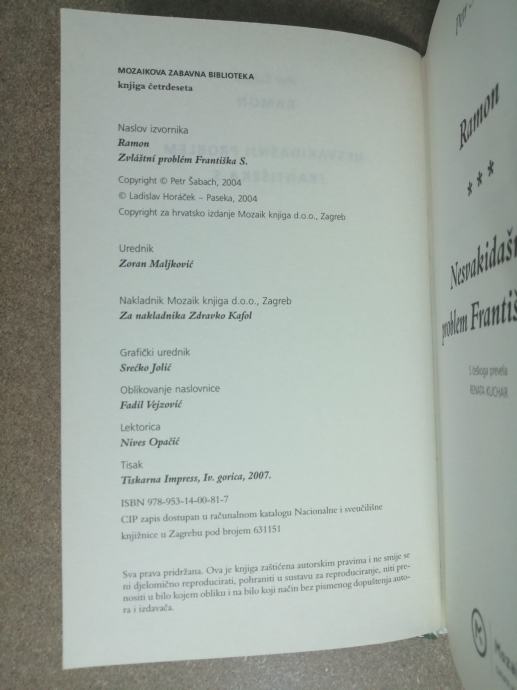 MOZAIKOVA ZABAVNA BIBLIOTEKA
knjiga četrdeseta
Naslov izvornika
Ramon
Zvláštní problém Františka S.
Copyright © Petr Šabach, 2004
© Ladislav Horáček – Paseka, 2004
Copyright za hrvatsko izdanje Mozaik knjiga d.o.o., Zagreb
Urednik
Zoran Maljković
Nakladnik Mozaik knjiga d.o.o., Zagreb
Za nakladnika Zdravko Kafol
Grafički urednik
Srećko Jolić
Oblikovanje naslovnice
Fadil Vejzović
Lektorica
Nives Opačić
Tisak
Tiskarna Impress, Iv. gorica, 2007.
ISBN 978-953-14-00-81-7
CIP zapis dostupan u računalnom katalogu Nacionalne i sveučilišne
knjižnice u Zagrebu pod brojem 631151
Sva prava pridržana. Ova je knjiga zaštićena autorskim pravima i ne smije se
ni djelomično reproducirati, pohraniti u sustavu za reproduciranje, niti pre-
nositi u bilo kojem obliku i na bilo koji način bez pismenog dopuštenja auto-
ra i izdavača.
Ramon
***
Nesvakidašn
problem Františ
S češkoga prevela
RENATA KUCHAR
Mozai